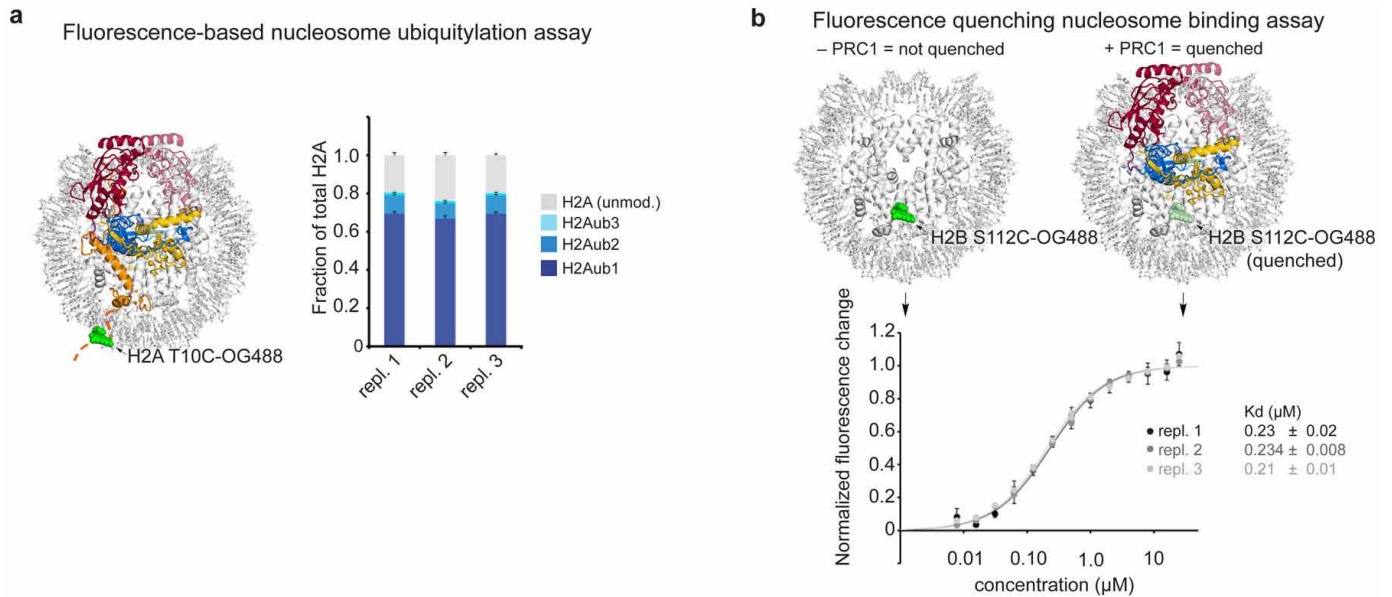 a
Fluorescence-based nucleosome ubiquitylation assay
H2A T10C-OG488
Fraction of total H2A
1.0
0.8
0.6
0.4
0.2
0
repl. 1
repl. 2
repl. 3
H2A (unmod.)
H2Aub3
H2Aub2
H2Aub1
b
Fluorescence quenching nucleosome binding assay
– PRC1 = not quenched
+ PRC1 = quenched
H2B S112C-OG488
H2B S112C-OG488
(quenched)
Normalized fluorescence change
1.2
1.0
0.8
0.6
0.4
0.2
0
0.01 0.10 1.0 10
concentration (µM)
Kd (µM)
repl. 1 0.23 ± 0.02
repl. 2 0.234 ± 0.008
repl. 3 0.21 ± 0.01